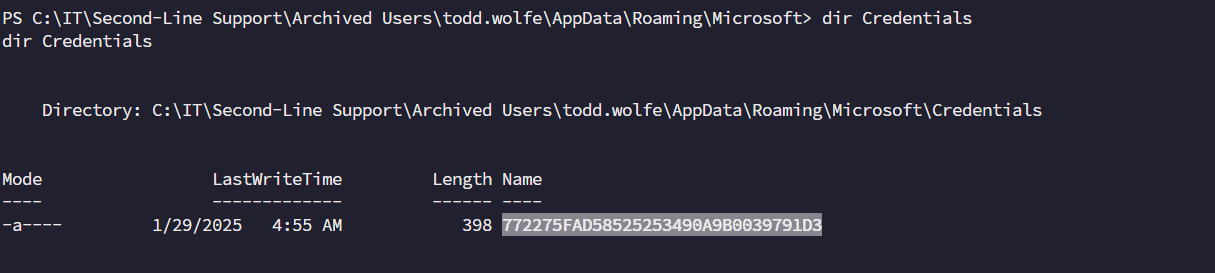 PS C:\IT\Second-Line Support\Archived Users\todd.wolfe\AppData\Roaming\Microsoft> dir Credentials
dir Credentials
Directory: C:\IT\Second-Line Support\Archived Users\todd.wolfe\AppData\Roaming\Microsoft\Credentials
Mode LastWriteTime Length Name
---- ------------- ------ ----
-a---- 1/29/2025 4:55 AM 398 772275FAD58525253490A9B0039791D3